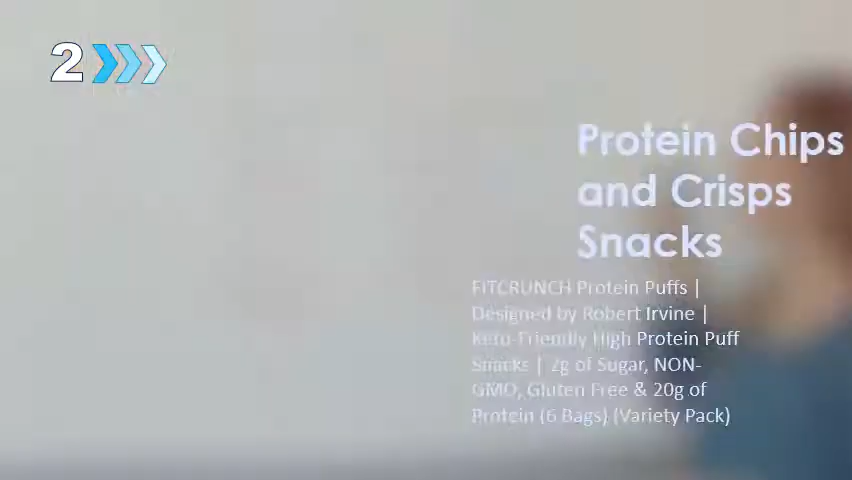 2
Protein Chips
and Crisps
Snacks
FITCRUNCH Protein Puffs |
Designed by Robert Irvine |
Keto-Friendly High Protein Puff
Snacks | 2g of Sugar, NON-
GMO, Gluten Free & 20g of
Protein (6 Bags) (Variety Pack)